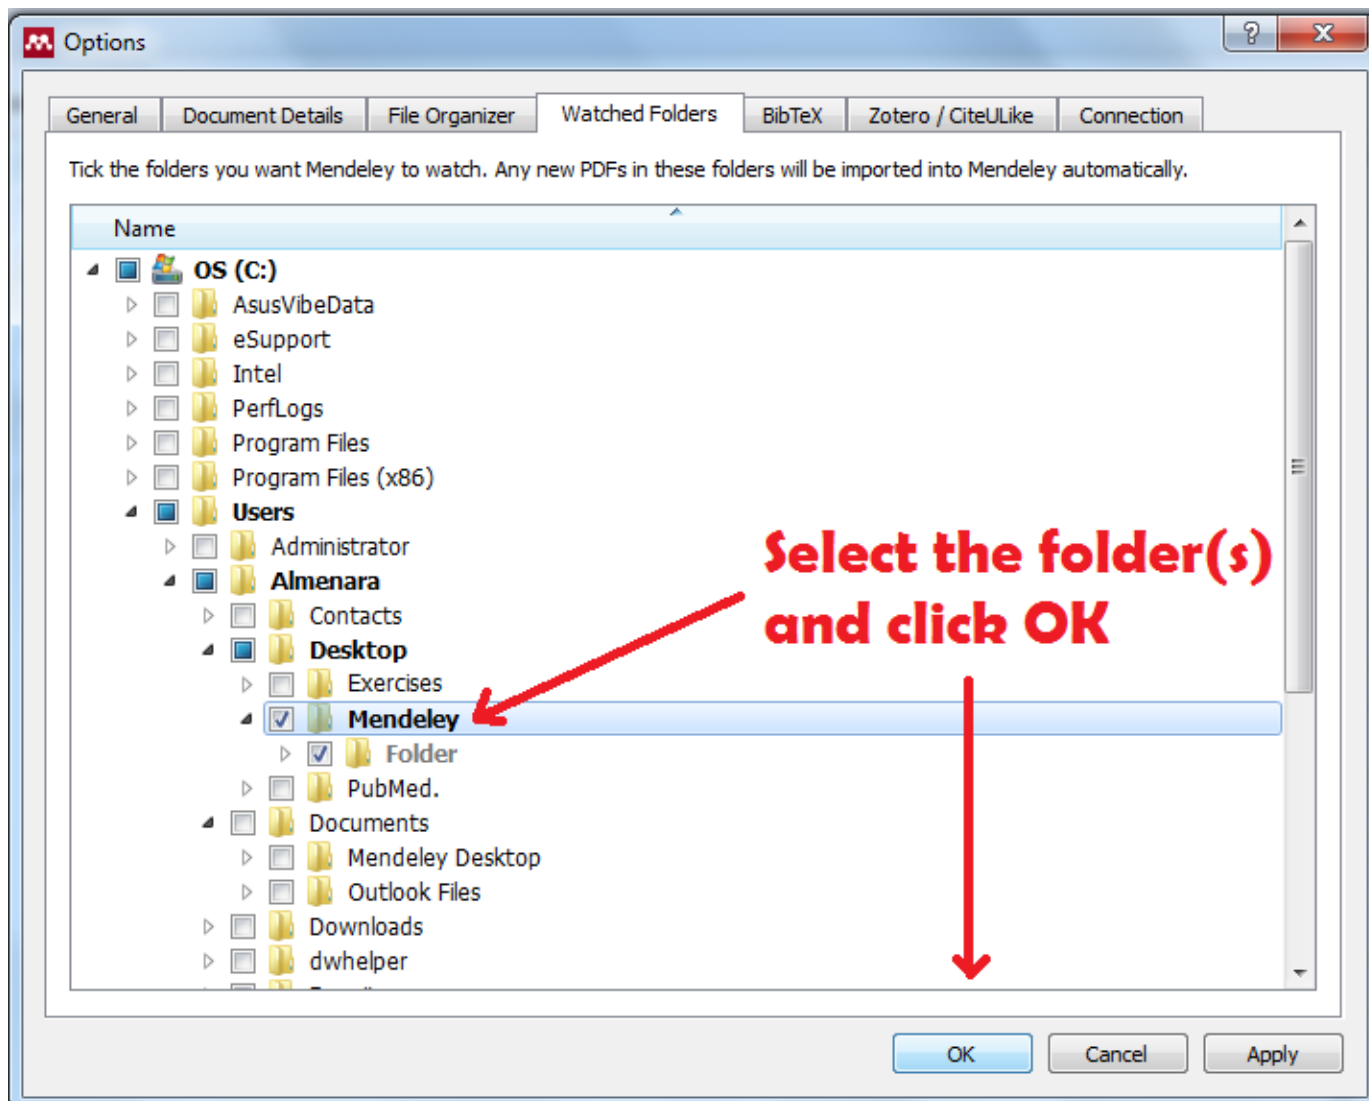 Options
General Document Details File Organizer Watched Folders BibTeX Zotero / CiteULike Connection
Tick the folders you want Mendeley to watch. Any new PDFs in these folders will be imported into Mendeley automatically.
Name
OS (C:)
AsusVibeData
eSupport
Intel
PerfLogs
Program Files
Program Files (x86)
Users
Administrator
Almenara
Contacts
Desktop
Exercises
Mendeley
Folder
PubMed.
Documents
Mendeley Desktop
Outlook Files
Downloads
dwhelper
Select the folder(s)
and click OK
OK Cancel Apply